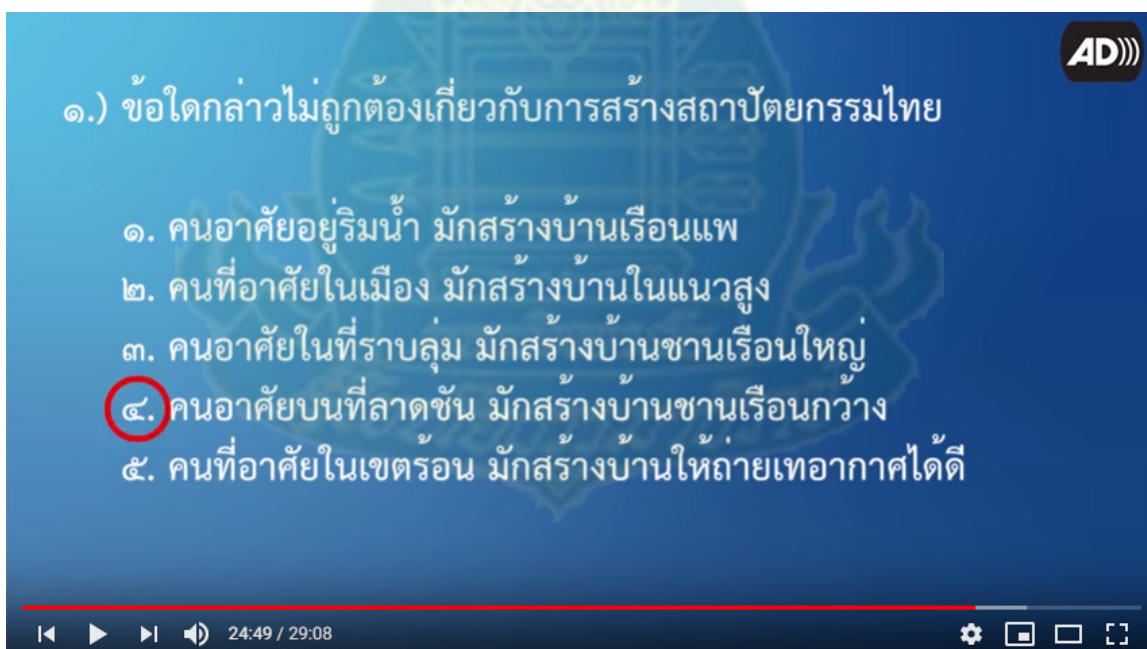 AD)))
๑.) ข้อใดกล่าวไม่ถูกต้องเกี่ยวกับการสร้างสถาปัตยกรรมไทย
๑. คนอาศัยอยู่ริมน้ำ มักสร้างบ้านเรือนแพ
๒. คนที่อาศัยในเมือง มักสร้างบ้านในแนวสูง
๓. คนอาศัยในที่ราบลุ่ม มักสร้างบ้านชานเรือนใหญ่
๔. คนอาศัยบนที่ลาดชัน มักสร้างบ้านชานเรือนกว้าง
๕. คนที่อาศัยในเขตร้อน มักสร้างบ้านให้ถ่ายเทอากาศได้ดี
24:49 / 29:08